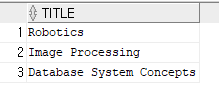 TITLE
1 Robotics
2 Image Processing
3 Database System Concepts